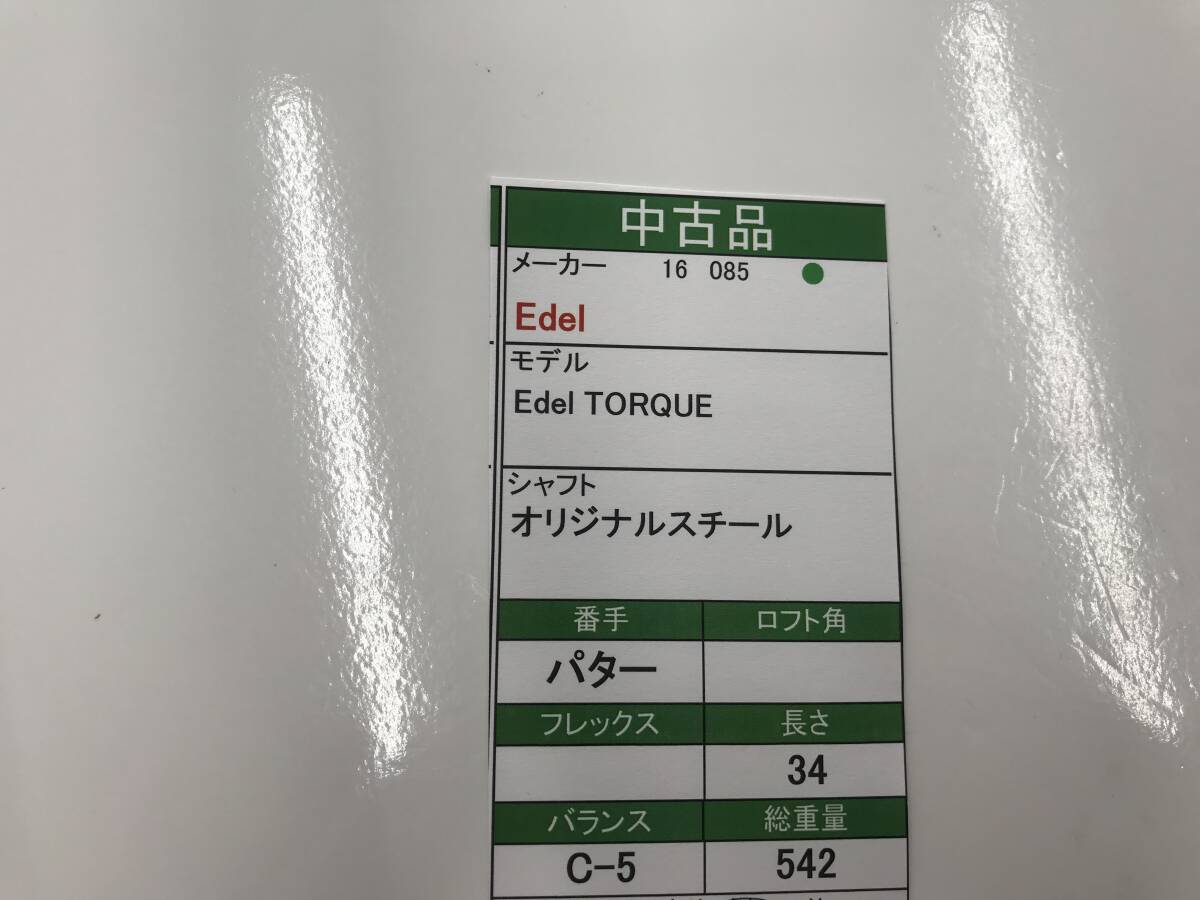 中古品
メーカー 16 085
Edel
モデル
Edel TORQUE
シャフト
オリジナルスチール
番手 ロフト角
パター
フレックス 長さ
34
バランス 総重量
C-5 542